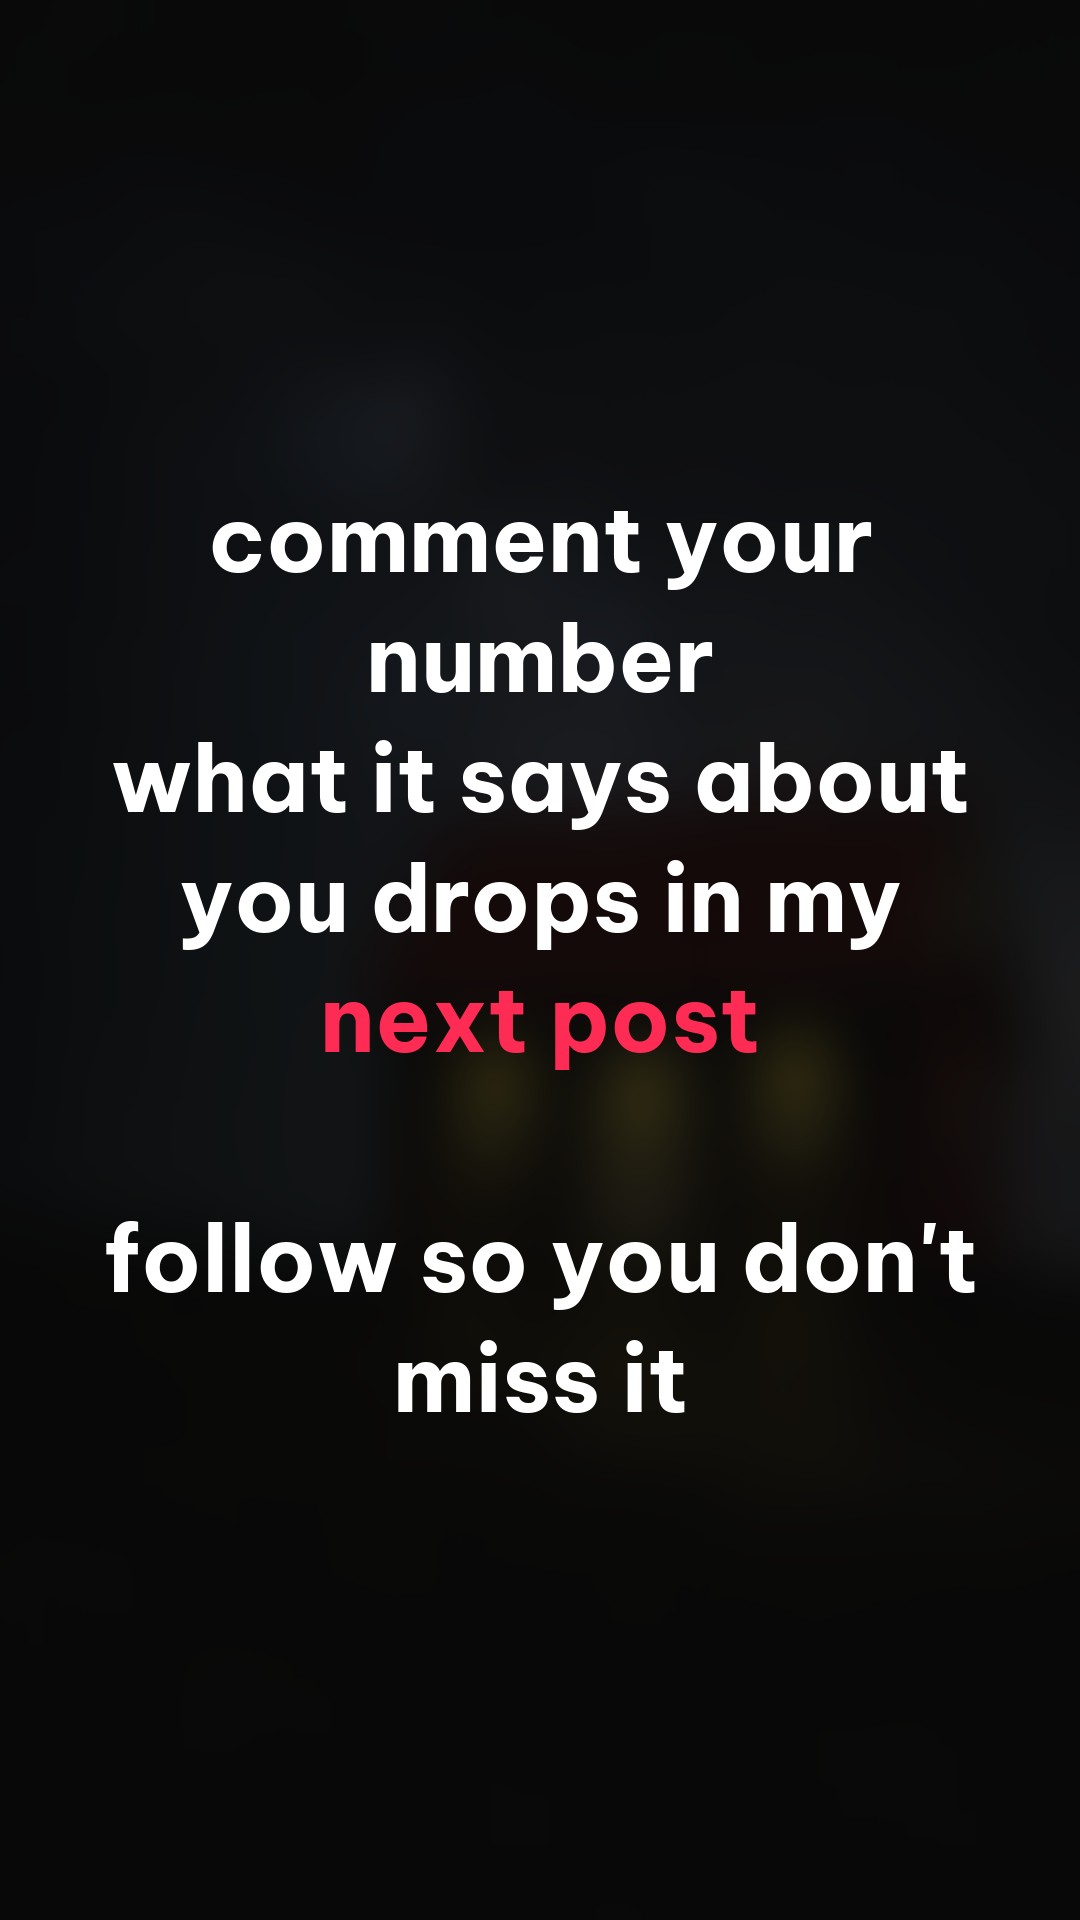 comment your
number
what it says about
you drops in my
next post
follow so you don't
miss it